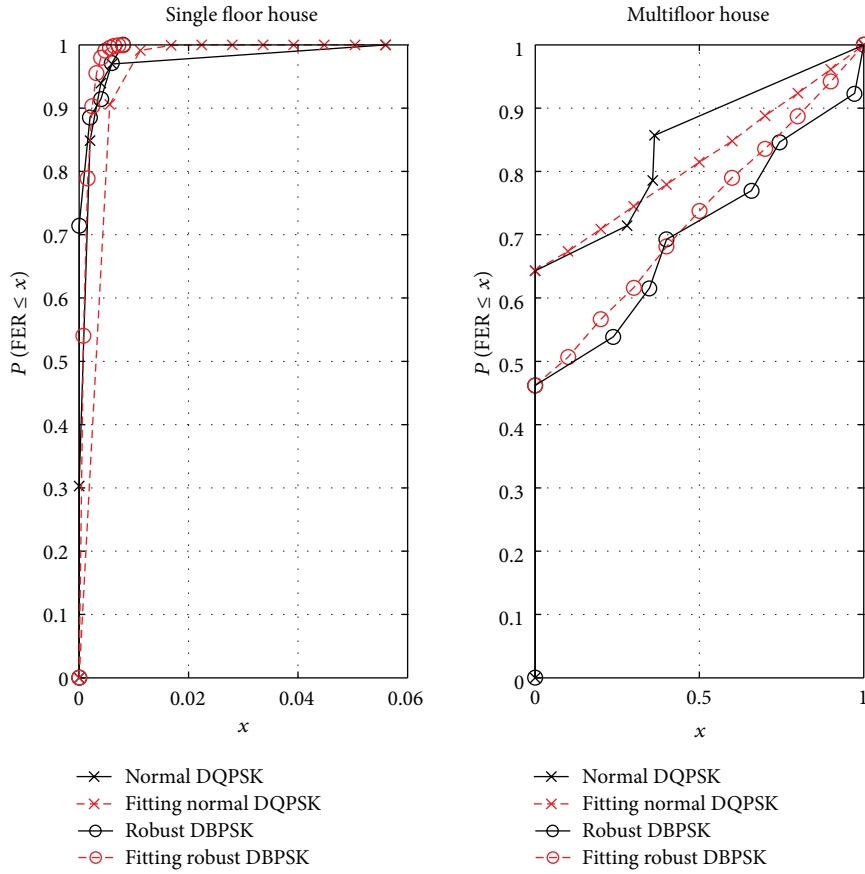 Single floor house
1
0.9
0.8
0.7
0.6
0.5
0.4
0.3
0.2
0.1
0
P (FER ≤ x)
0
0.02
0.04
0.06
x
Normal DQPSK
Fitting normal DQPSK
Robust DBPSK
Fitting robust DBPSK
Multifloor house
1
0.9
0.8
0.7
0.6
0.5
0.4
0.3
0.2
0.1
0
P (FER ≤ x)
0
0.5
1
x
Normal DQPSK
Fitting normal DQPSK
Robust DBPSK
Fitting robust DBPSK